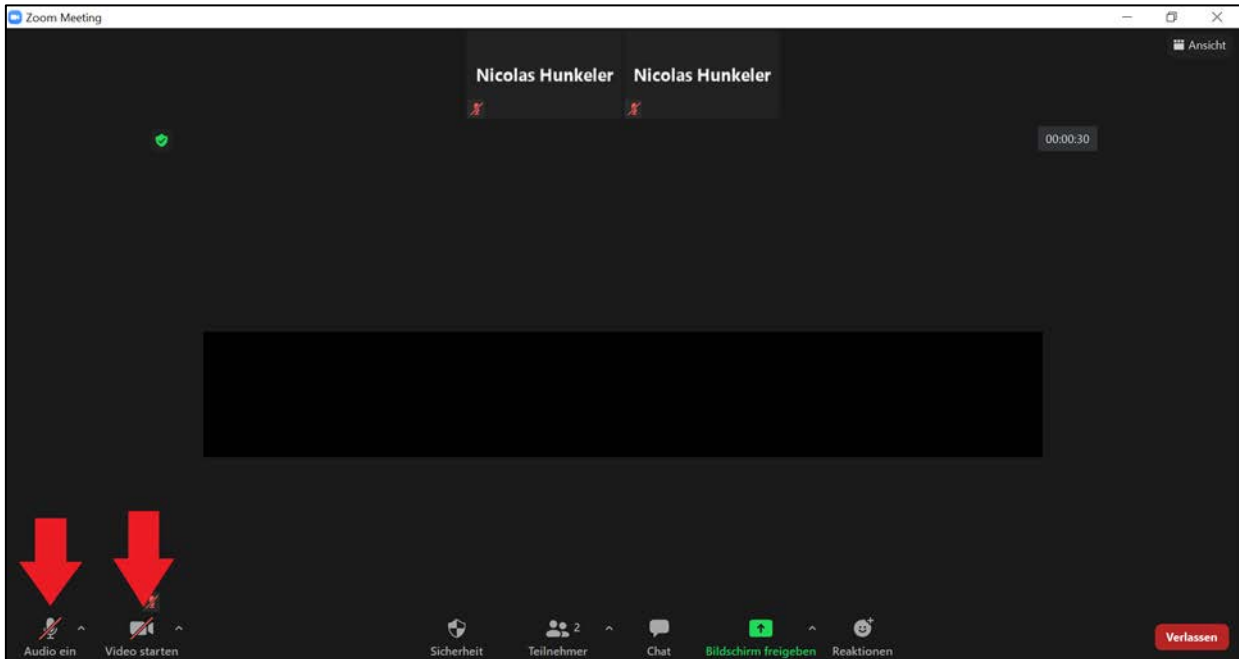 Zoom Meeting
Ansicht
Nicolas Hunkeler Nicolas Hunkeler
00:00:30
Audio ein Video starten Sicherheit Teilnehmer 2 Chat Bildschirm freigeben Reaktionen Verlassen